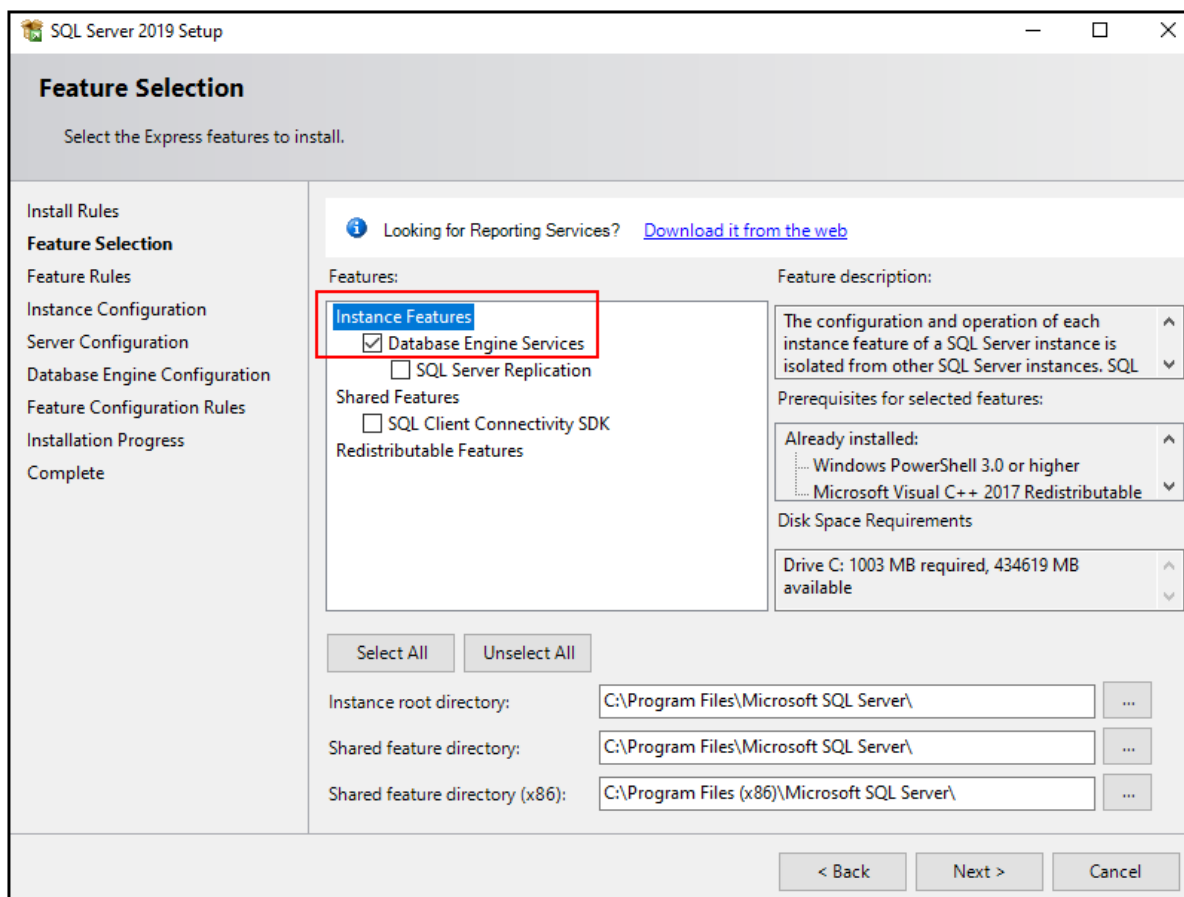 SQL Server 2019 Setup
Feature Selection
Select the Express features to install.
Install Rules
Feature Selection
Feature Rules
Instance Configuration
Server Configuration
Database Engine Configuration
Feature Configuration Rules
Installation Progress
Complete
Looking for Reporting Services? Download it from the web
Features:
Instance Features
Database Engine Services
SQL Server Replication
Shared Features
SQL Client Connectivity SDK
Redistributable Features
Feature description:
The configuration and operation of each
instance feature of a SQL Server instance is
isolated from other SQL Server instances. SQL
Prerequisites for selected features:
Already installed:
Windows PowerShell 3.0 or higher
Microsoft Visual C++ 2017 Redistributable
Disk Space Requirements
Drive C: 1003 MB required, 434619 MB
available
Select All
Unselect All
Instance root directory: C:\Program Files\Microsoft SQL Server\ ...
Shared feature directory: C:\Program Files\Microsoft SQL Server\ ...
Shared feature directory (x86): C:\Program Files (x86)\Microsoft SQL Server\ ...
< Back
Next >
Cancel